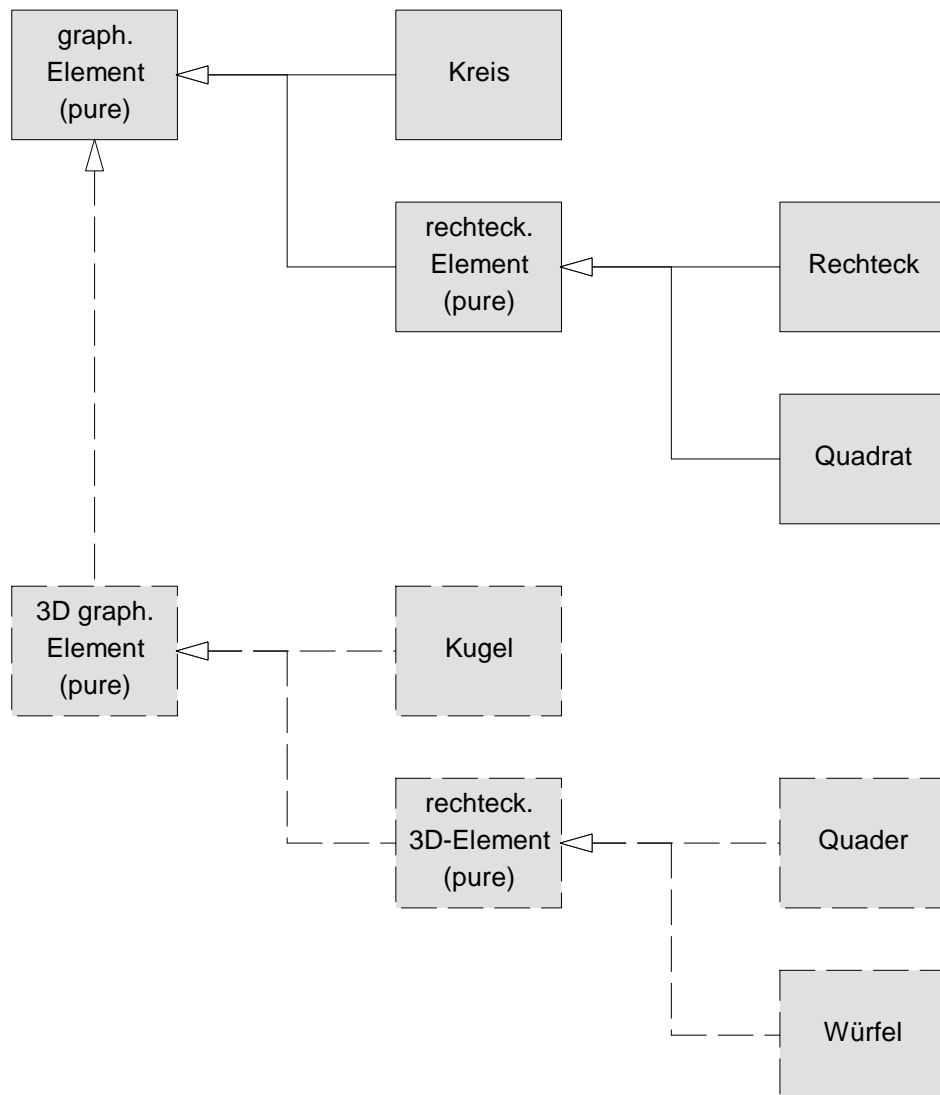 graph.
Element
(pure)
Kreis
rechteck.
Element
(pure)
Rechteck
Quadrat
3D graph.
Element
(pure)
Kugel
rechteck.
3D-Element
(pure)
Quader
Würfel